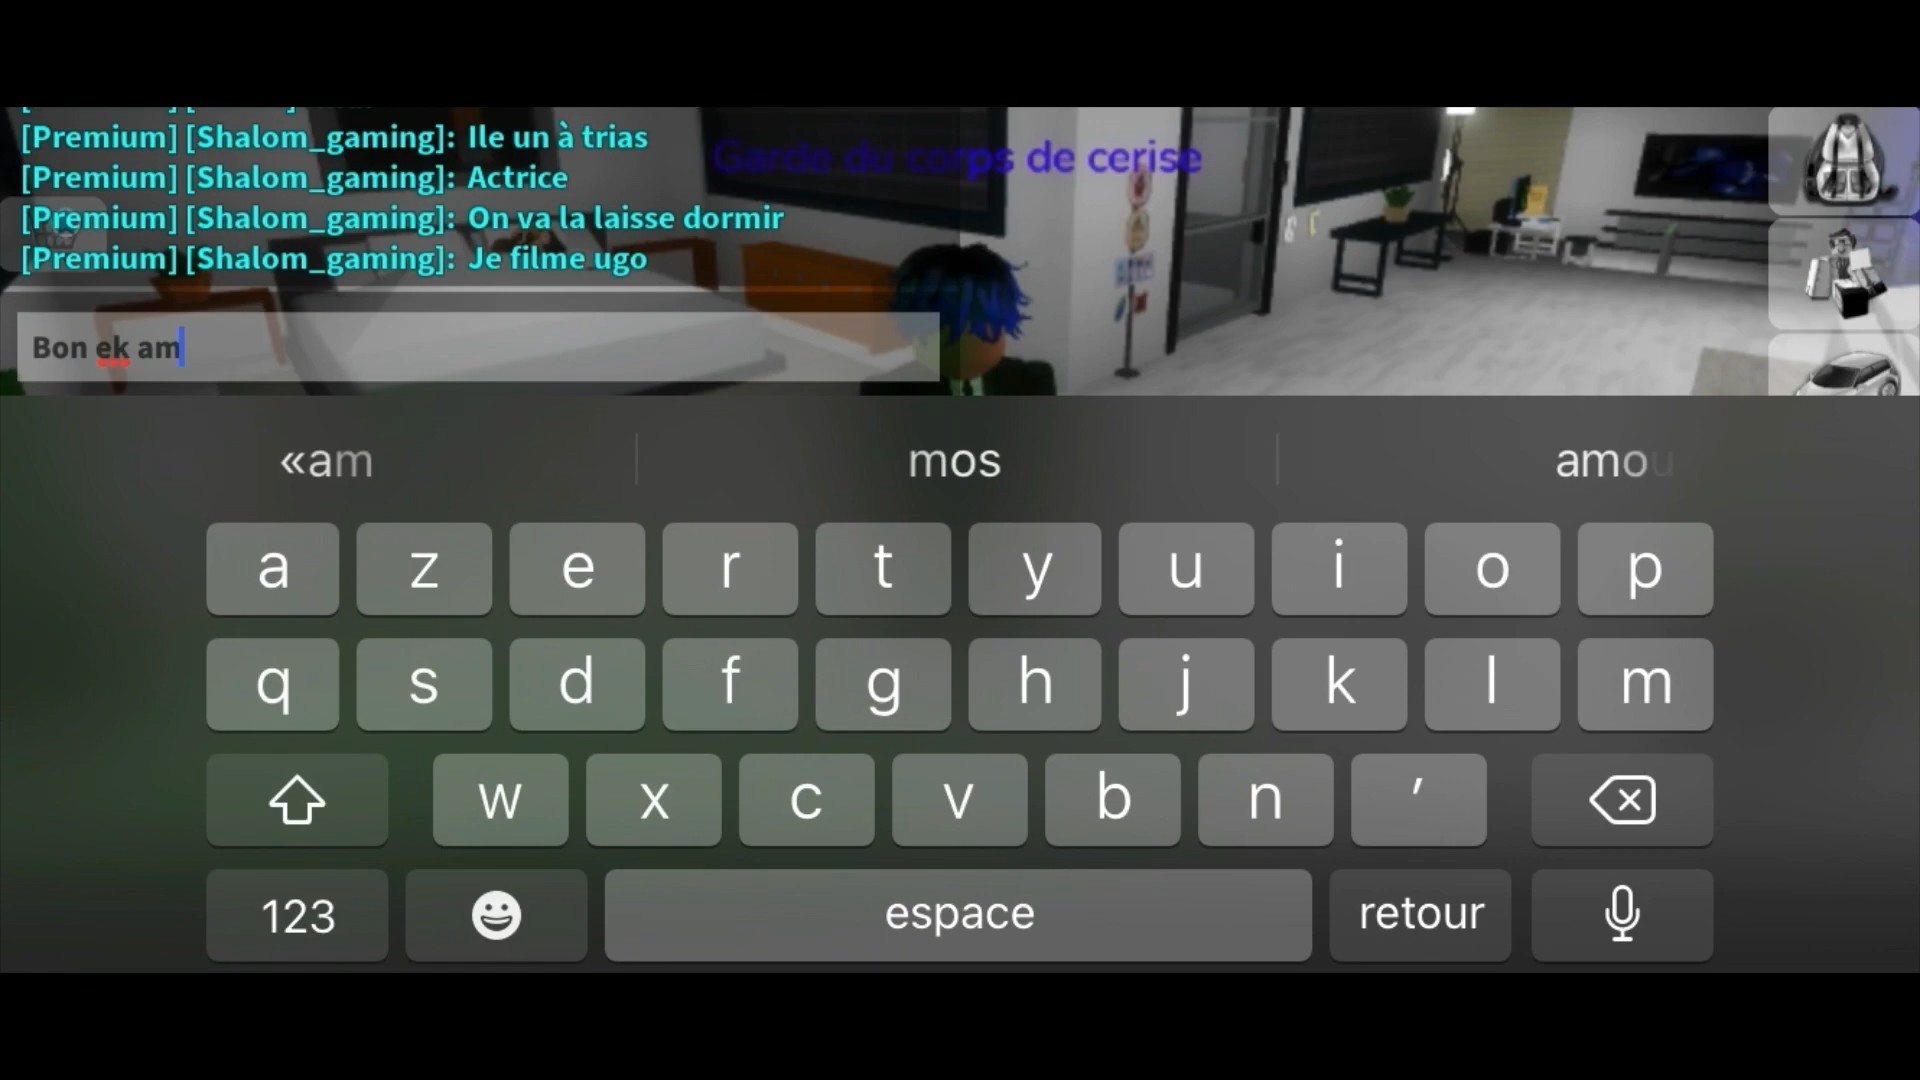 [Premium] [Shalom_gaming]: Ile un à trias
[Premium] [Shalom_gaming]: Actrice
[Premium] [Shalom_gaming]: On va la laisse dormir
[Premium] [Shalom_gaming]: Je filme ugo
Garde du corps de cerise
Bon ek am
«am mos amou
a z e r t y u i o p
q s d f g h j k l m
w x c v b n ’
123 espace retour